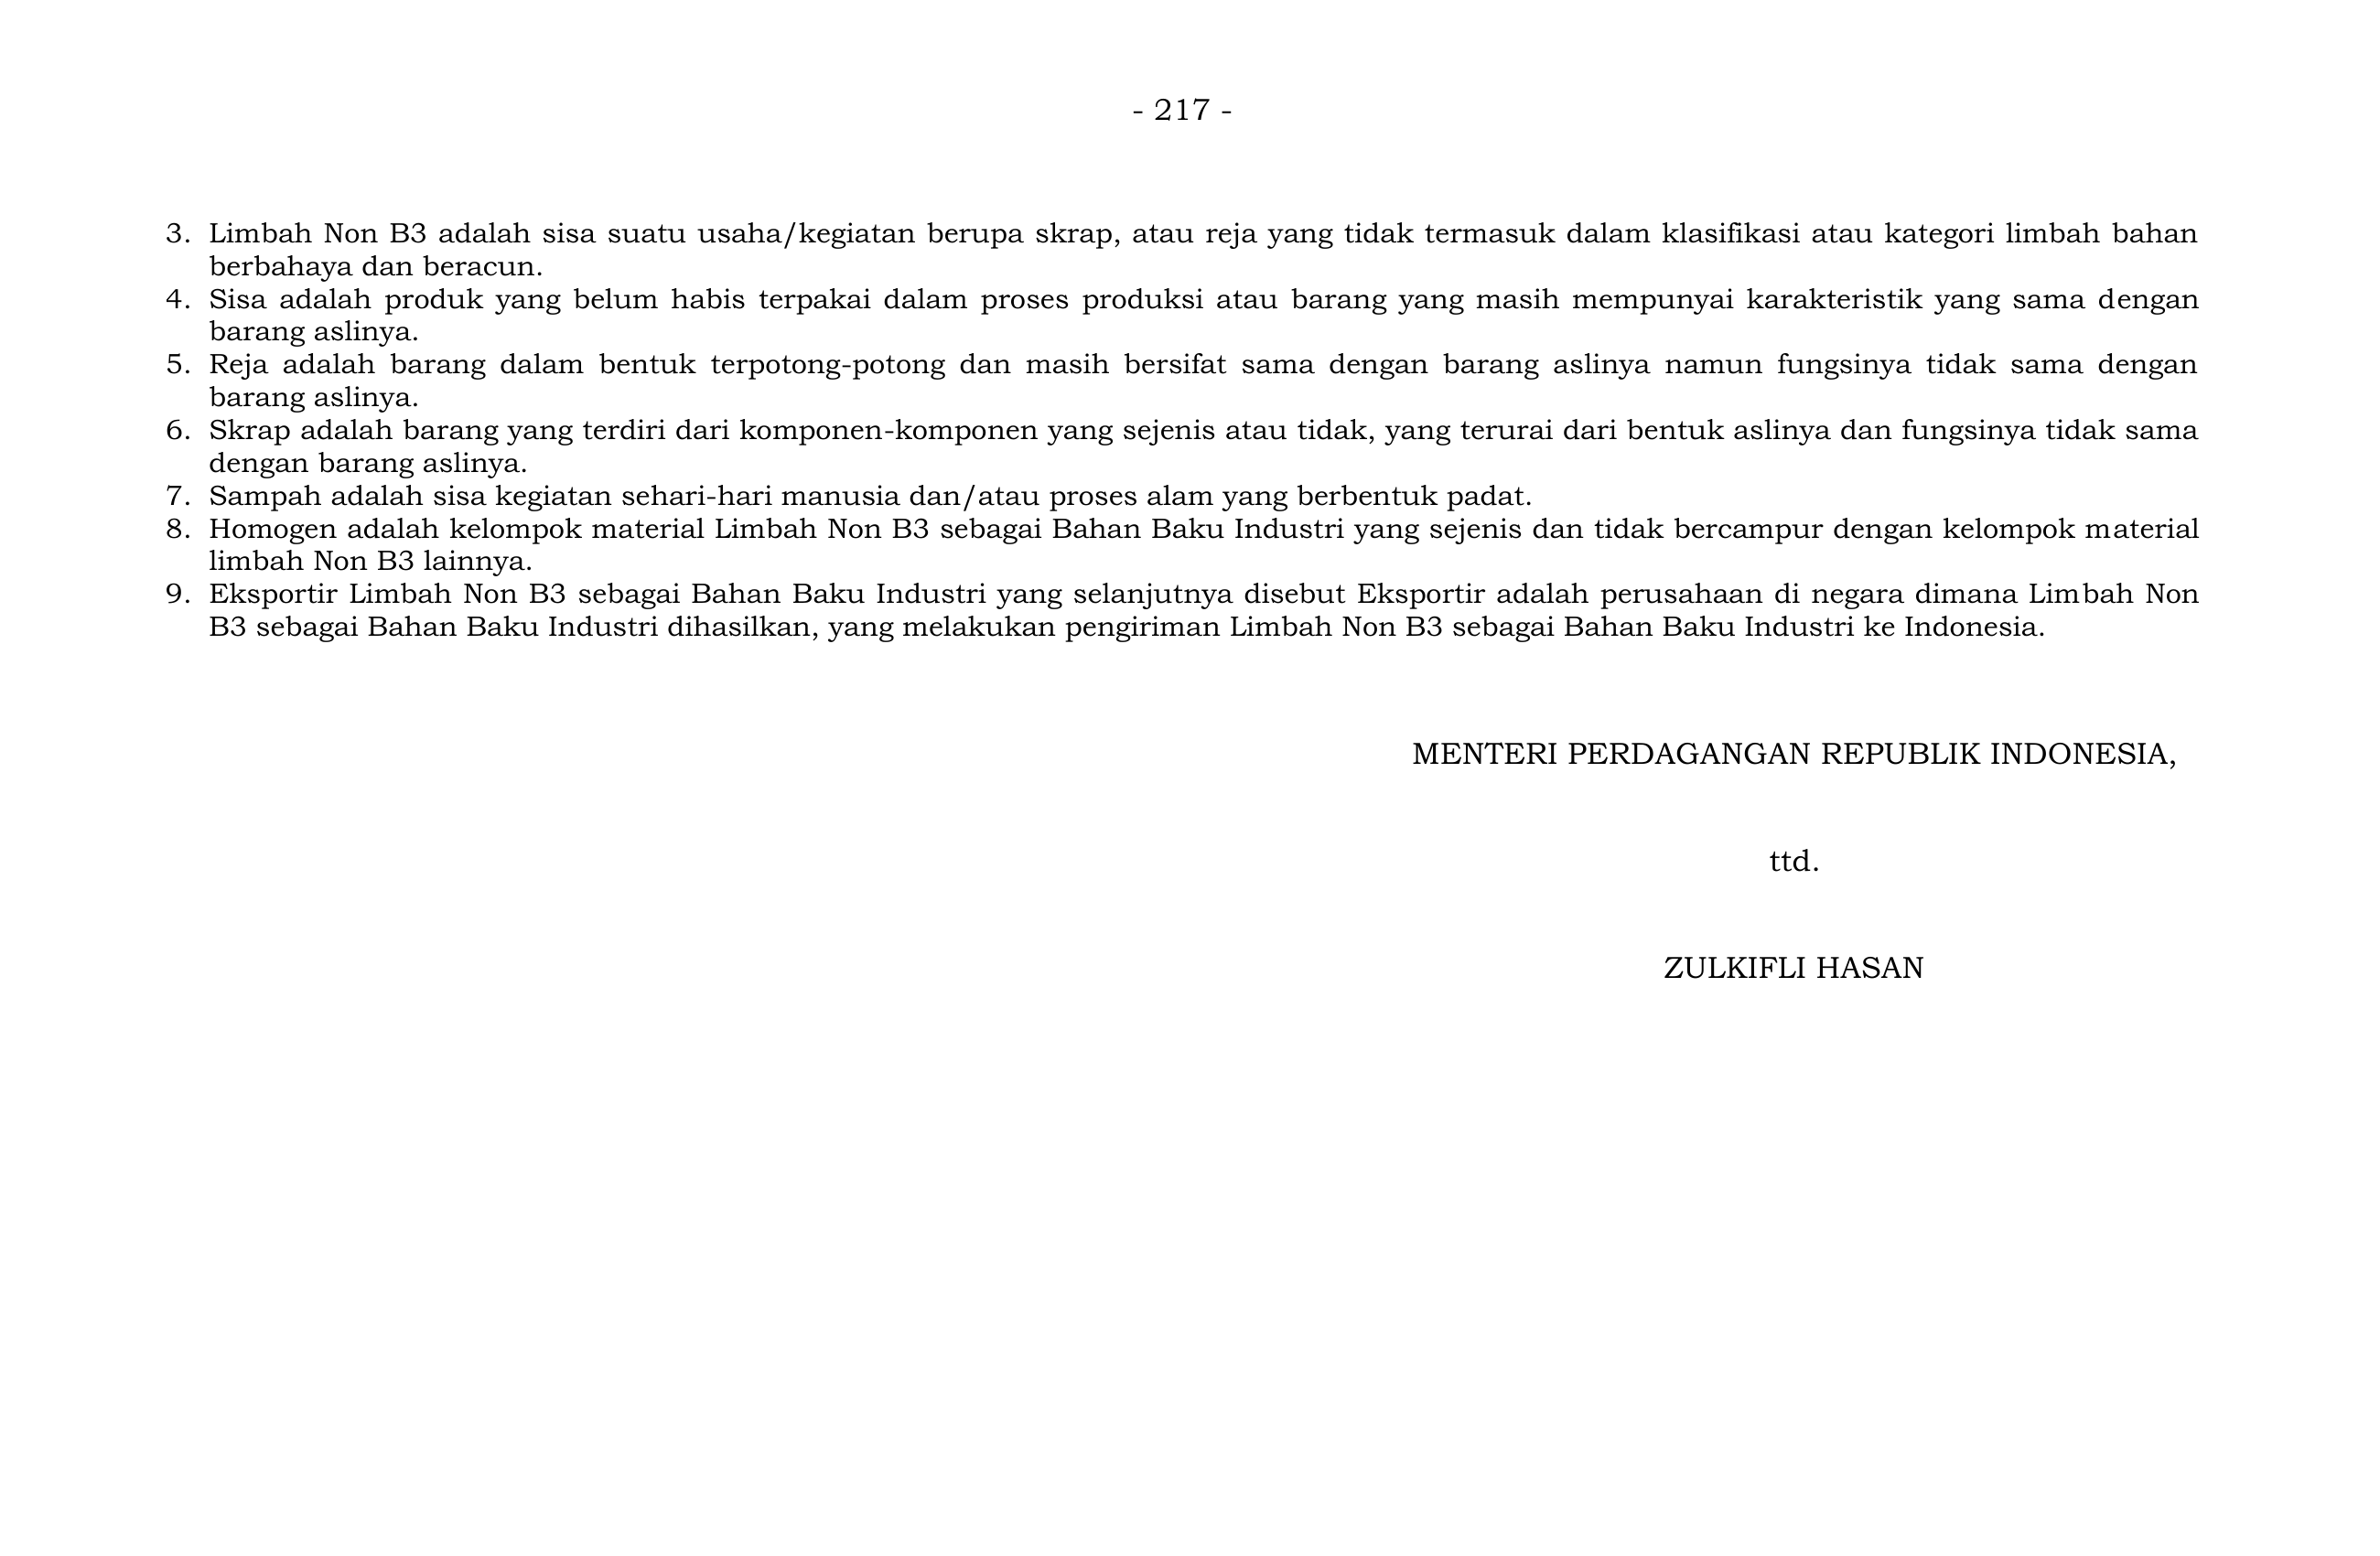 - 217 -
3. Limbah Non B3 adalah sisa suatu usaha/kegiatan berupa skrap, atau reja yang tidak termasuk dalam klasifikasi atau kategori limbah bahan
berbahaya dan beracun.
4. Sisa adalah produk yang belum habis terpakai dalam proses produksi atau barang yang masih mempunyai karakteristik yang sama dengan
barang aslinya.
5. Reja adalah barang dalam bentuk terpotong-potong dan masih bersifat sama dengan barang aslinya namun fungsinya tidak sama dengan
barang aslinya.
6. Skrap adalah barang yang terdiri dari komponen-komponen yang sejenis atau tidak, yang terurai dari bentuk aslinya dan fungsinya tidak sama
dengan barang aslinya.
7. Sampah adalah sisa kegiatan sehari-hari manusia dan/atau proses alam yang berbentuk padat.
8. Homogen adalah kelompok material Limbah Non B3 sebagai Bahan Baku Industri yang sejenis dan tidak bercampur dengan kelompok material
limbah Non B3 lainnya.
9. Eksportir Limbah Non B3 sebagai Bahan Baku Industri yang selanjutnya disebut Eksportir adalah perusahaan di negara dimana Limbah Non
B3 sebagai Bahan Baku Industri dihasilkan, yang melakukan pengiriman Limbah Non B3 sebagai Bahan Baku Industri ke Indonesia.
MENTERI PERDAGANGAN REPUBLIK INDONESIA,
ttd.
ZULKIFLI HASAN